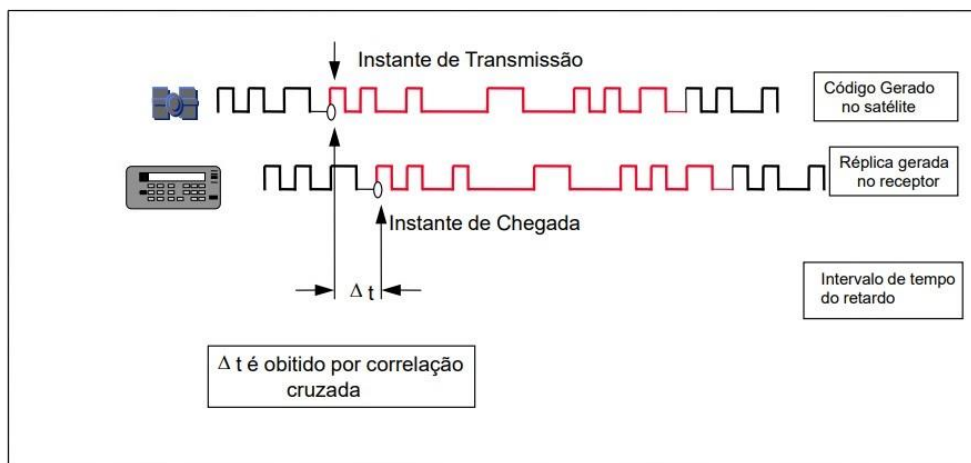 Instante de Transmissão
Código Gerado
no satélite
Réplica gerada
no receptor
Instante de Chegada
Δ t
Intervalo de tempo
do retardo
Δ t é obitido por correlação
cruzada